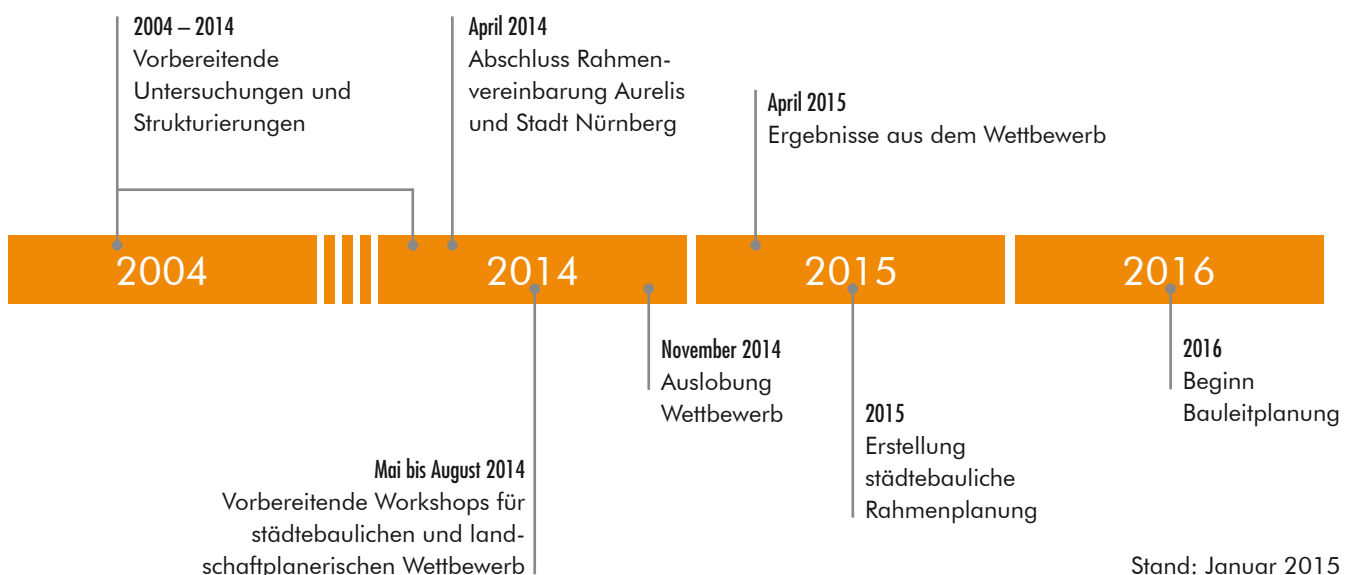 2004 – 2014
Vorbereitende
Untersuchungen und
Strukturierungen
April 2014
Abschluss Rahmen-
vereinbarung Aurelis
und Stadt Nürnberg
April 2015
Ergebnisse aus dem Wettbewerb
2004
2014
2015
2016
Mai bis August 2014
Vorbereitende Workshops für
städtebaulichen und land-
schaftplanerischen Wettbewerb
November 2014
Auslobung
Wettbewerb
2015
Erstellung
städtebauliche
Rahmenplanung
2016
Beginn
Bauleitplanung
Stand: Januar 2015